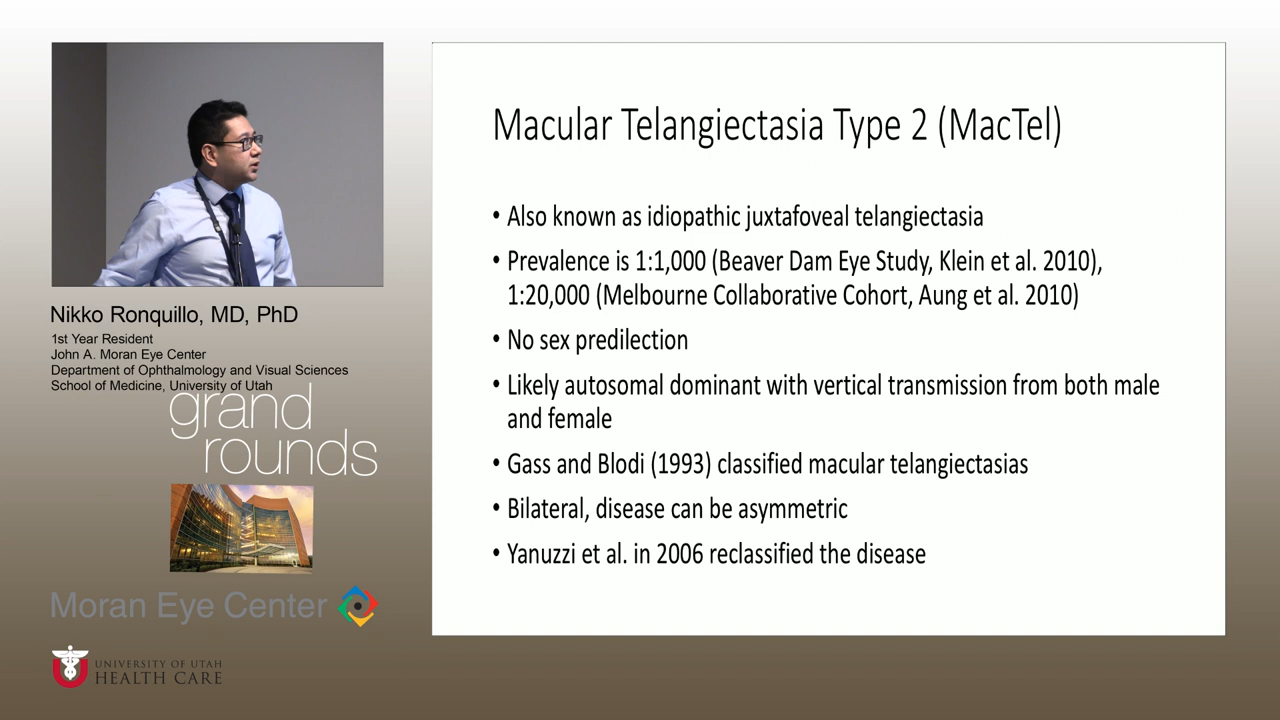 Macular Telangiectasia Type 2 (MacTel)
• Also known as idiopathic juxtafoveal telangiectasia
• Prevalence is 1:1,000 (Beaver Dam Eye Study, Klein et al. 2010),
1:20,000 (Melbourne Collaborative Cohort, Aung et al. 2010)
• No sex predilection
• Likely autosomal dominant with vertical transmission from both male
and female
• Gass and Blodi (1993) classified macular telangiectasias
• Bilateral, disease can be asymmetric
• Yanuzzi et al. in 2006 reclassified the disease
Nikko Ronquillo, MD, PhD
1st Year Resident
John A. Moran Eye Center
Department of Ophthalmology and Visual Sciences
School of Medicine, University of Utah
grand
rounds
Moran Eye Center
UNIVERSITY OF UTAH
HEALTH CARE